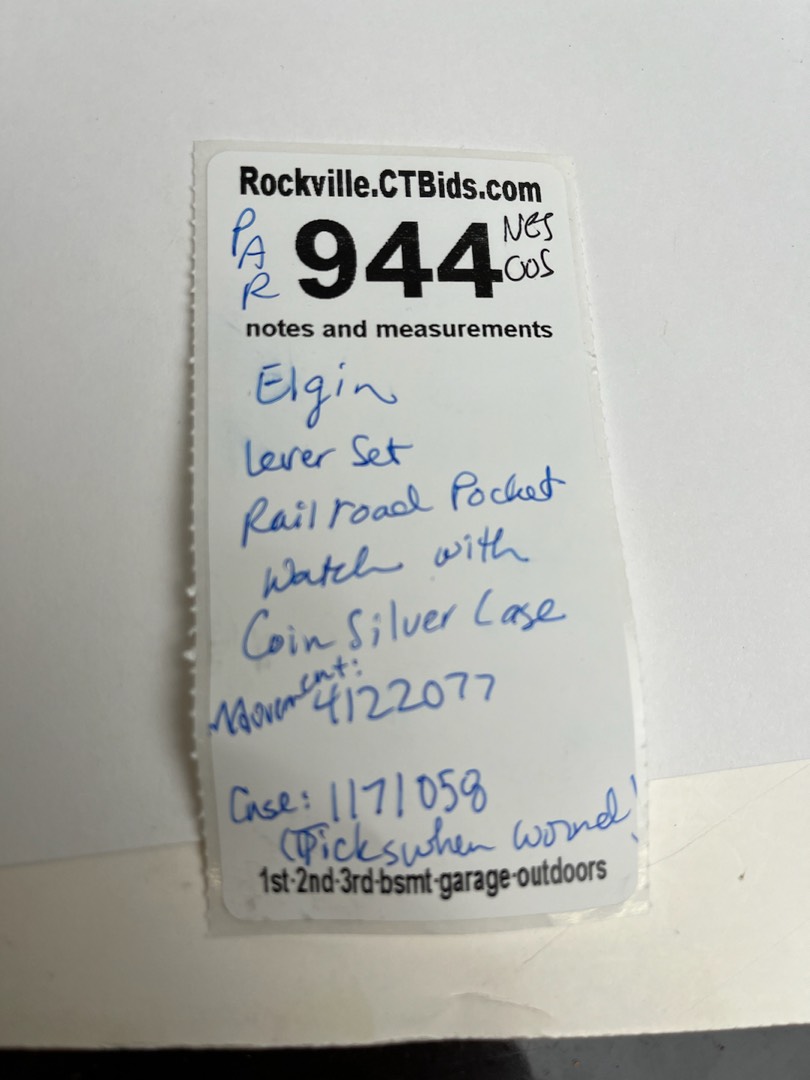 Rockville.CTBids.com
PAR
944
NES
COS
notes and measurements
Elgin
Lever Set
Railroad Pocket
Watch with
Coin Silver Case
Movement: 4122077
Case: 1171058
(Ticks when wound!
1st-2nd-3rd-bsmt-garage-outdoors